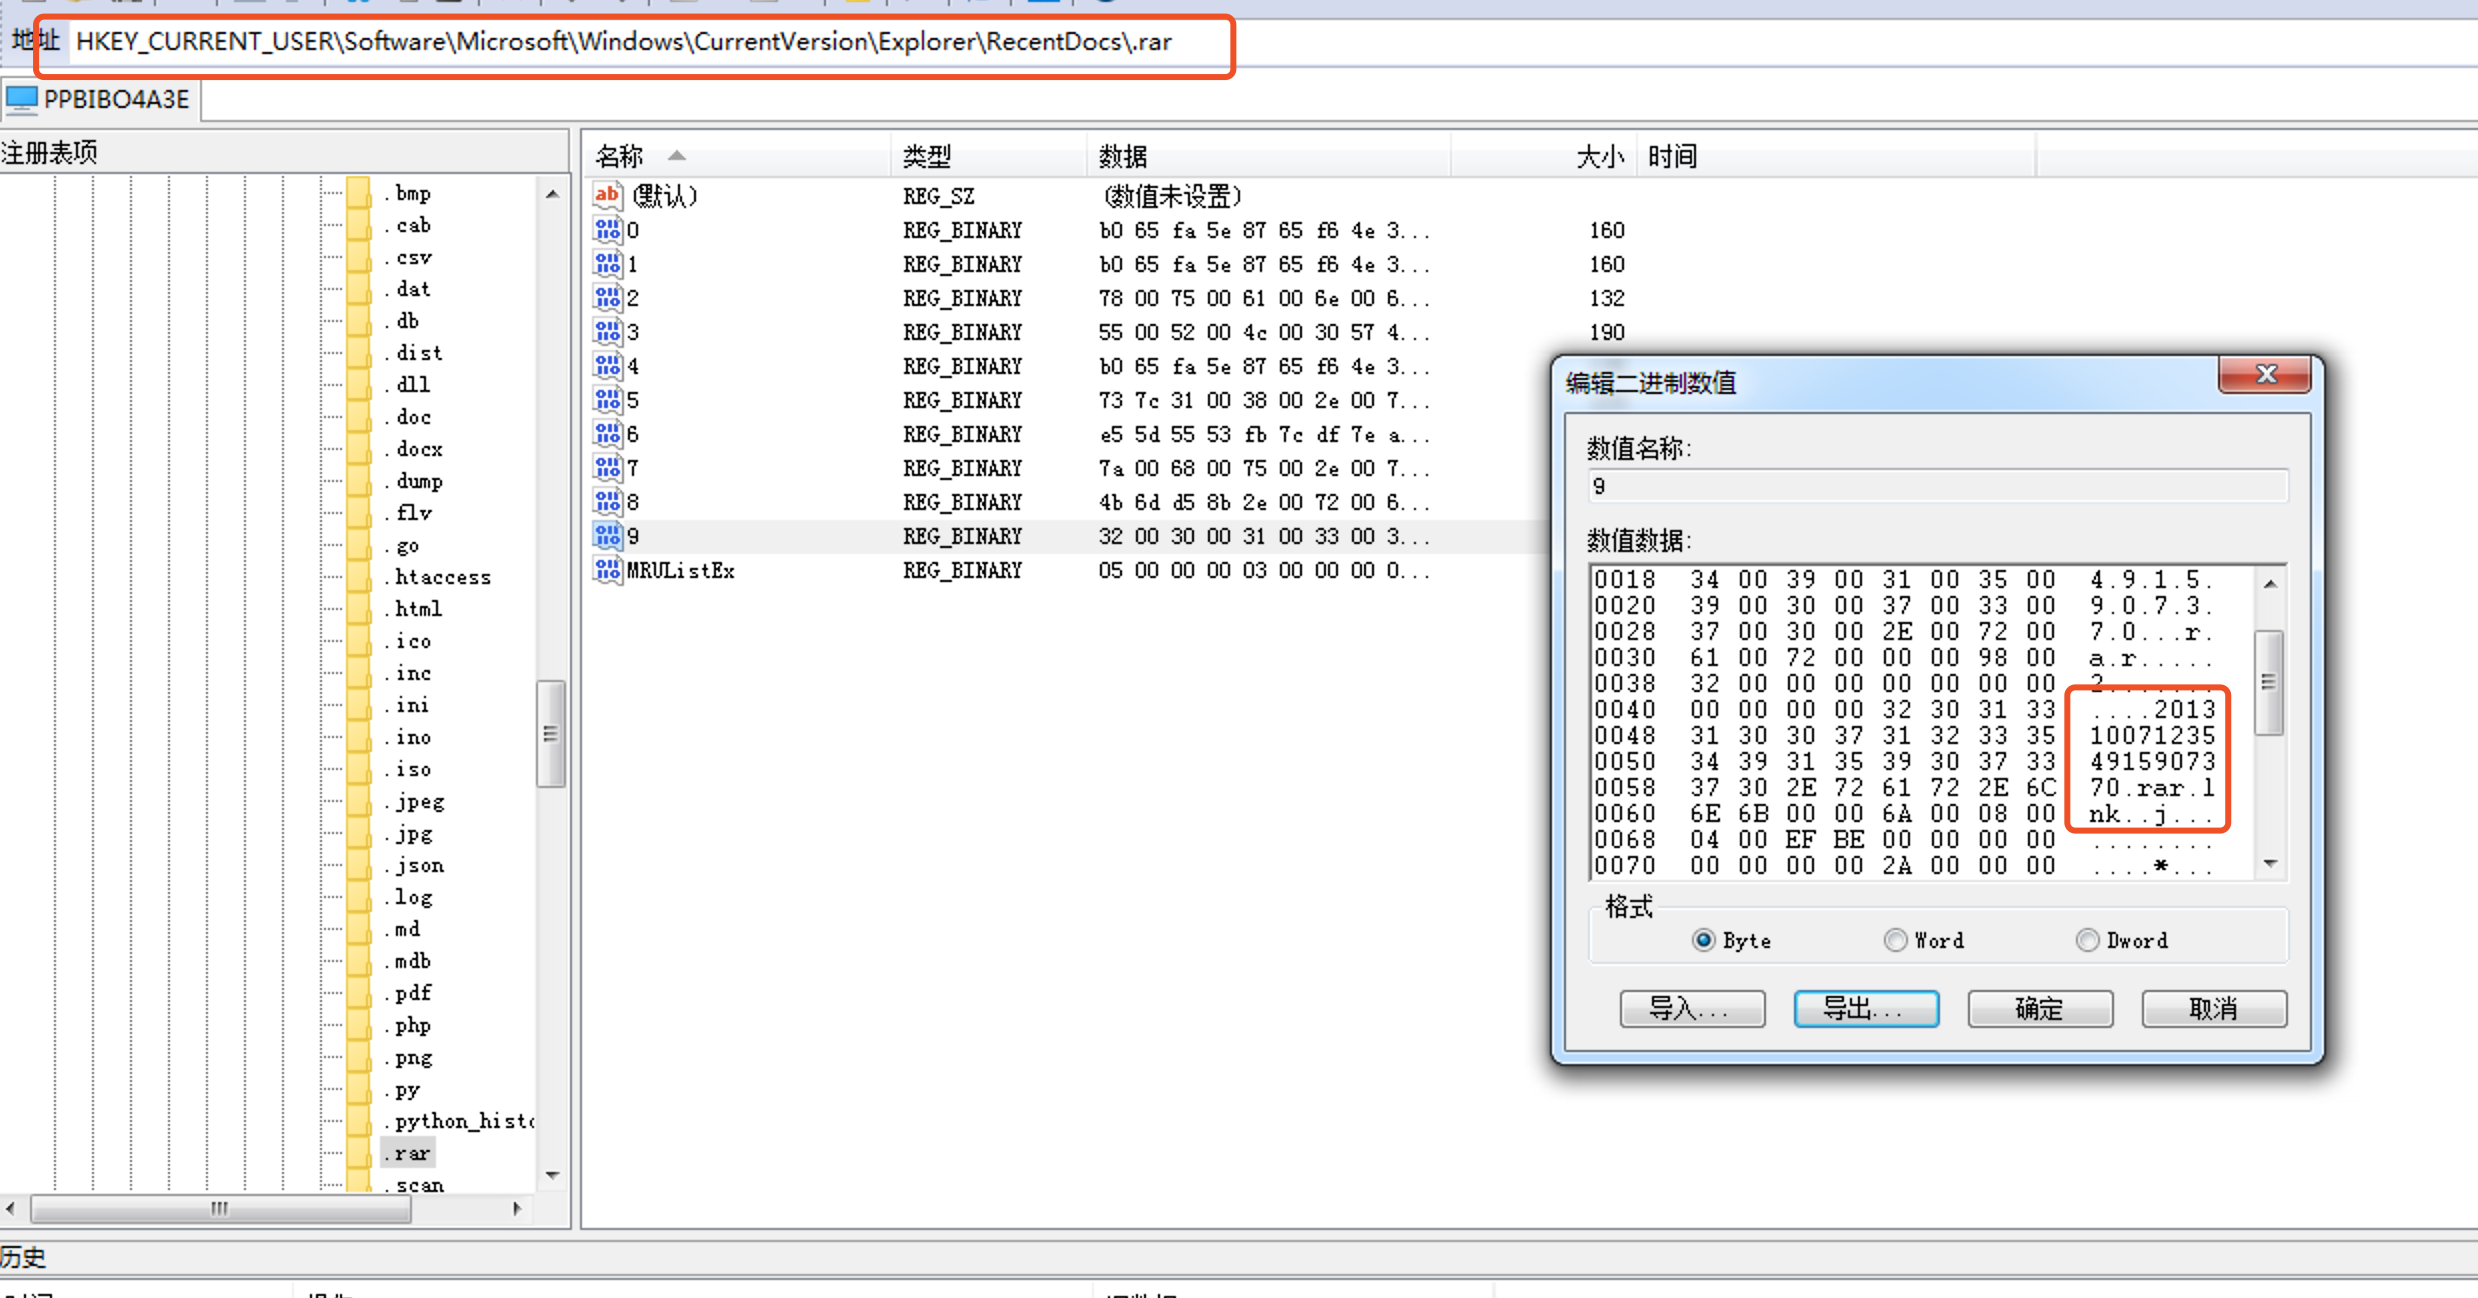 地址 HKEY_CURRENT_USER\Software\Microsoft\Windows\CurrentVersion\Explorer\RecentDocs\.rar
PPBIBO4A3E
注册表项
.bmp
.cab
.csv
.dat
.db
.dist
.dll
.doc
.docx
.dump
.flv
.go
.htaccess
.html
.ico
.inc
.ini
.ino
.iso
.jpeg
.jpg
.json
.log
.md
.mdb
.pdf
.php
.png
.py
.python_hist
.rar
.scan
名称 类型 数据 大小 时间
(默认) REG_SZ (数值未设置)
0 REG_BINARY b0 65 fa 5e 87 65 f6 4e 3... 160
1 REG_BINARY b0 65 fa 5e 87 65 f6 4e 3... 160
2 REG_BINARY 78 00 75 00 61 00 6e 00 6... 132
3 REG_BINARY 55 00 52 00 4c 00 30 57 4... 190
4 REG_BINARY b0 65 fa 5e 87 65 f6 4e 3...
5 REG_BINARY 73 7c 31 00 38 00 2e 00 7...
6 REG_BINARY e5 5d 55 53 fb 7c df 7e a...
7 REG_BINARY 7a 00 68 00 75 00 2e 00 7...
8 REG_BINARY 4b 6d d5 8b 2e 00 72 00 6...
9 REG_BINARY 32 00 30 00 31 00 33 00 3...
MRUListEx REG_BINARY 05 00 00 00 03 00 00 00 0...
编辑二进制数值
数值名称:
9
数值数据:
0018 34 00 39 00 31 00 35 00 4.9.1.5.
0020 39 00 30 00 37 00 33 00 9.0.7.3.
0028 37 00 30 00 2E 00 72 00 7.0...r.
0030 61 00 72 00 00 00 98 00 a.r.....
0038 32 00 00 00 00 00 00 00 2.......
0040 00 00 00 00 32 30 31 33 ....2013
0048 31 30 30 37 31 32 33 35 10071235
0050 34 39 31 35 39 30 37 33 49159073
0058 37 30 2E 72 61 72 2E 6C 70.rar.l
0060 6E 6B 00 00 6A 00 08 00 nk..j...
0068 04 00 EF BE 00 00 00 00 ........
0070 00 00 00 00 2A 00 00 00 ....*...
格式
Byte Word Dword
导入... 导出... 确定 取消
历史